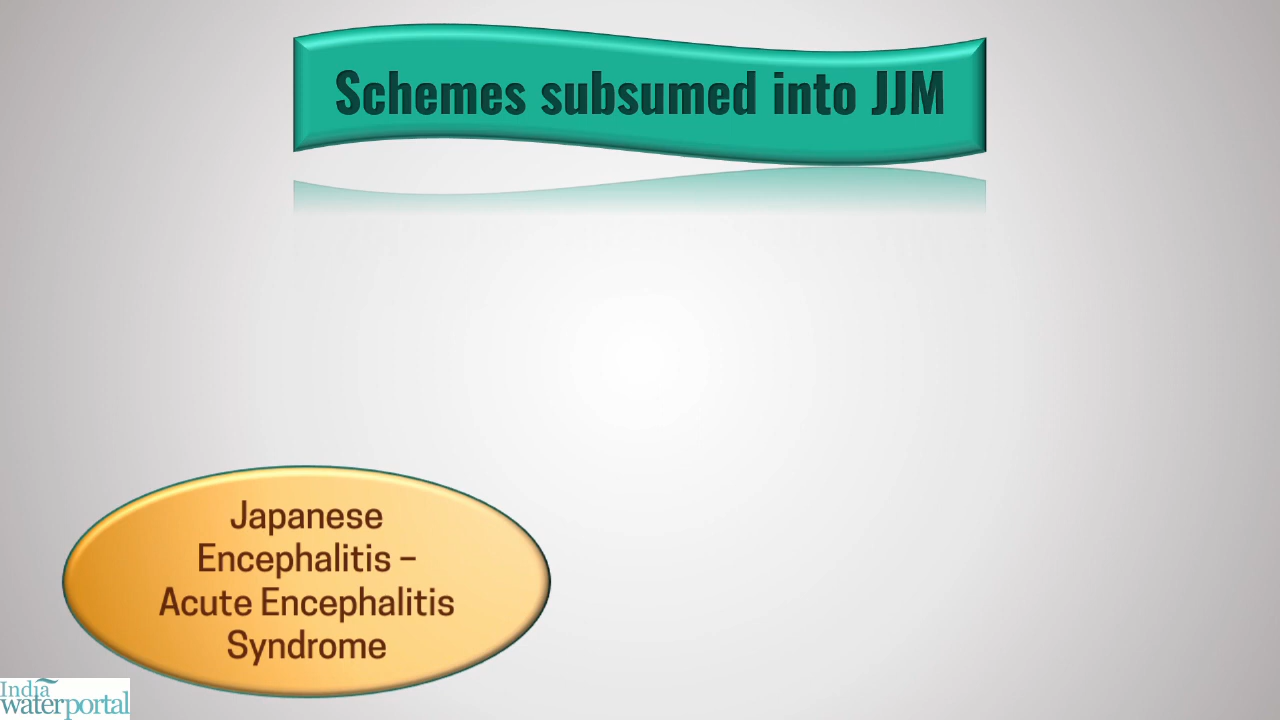 Schemes subsumed into JJM
Japanese
Encephalitis –
Acute Encephalitis
Syndrome
India
waterportal